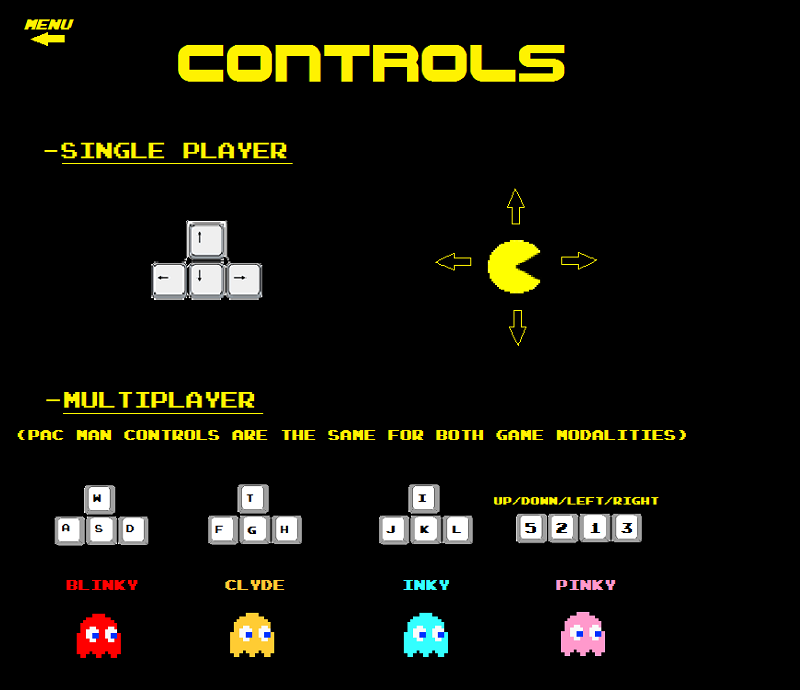 MENU
CONTROLS
-SINGLE PLAYER
↑
← ↓ →
-MULTIPLAYER
(PAC MAN CONTROLS ARE THE SAME FOR BOTH GAME MODALITIES)
W T I
UP/DOWN/LEFT/RIGHT
A S D F G H J K L 5 2 1 3
BLINKY CLYDE INKY PINKY